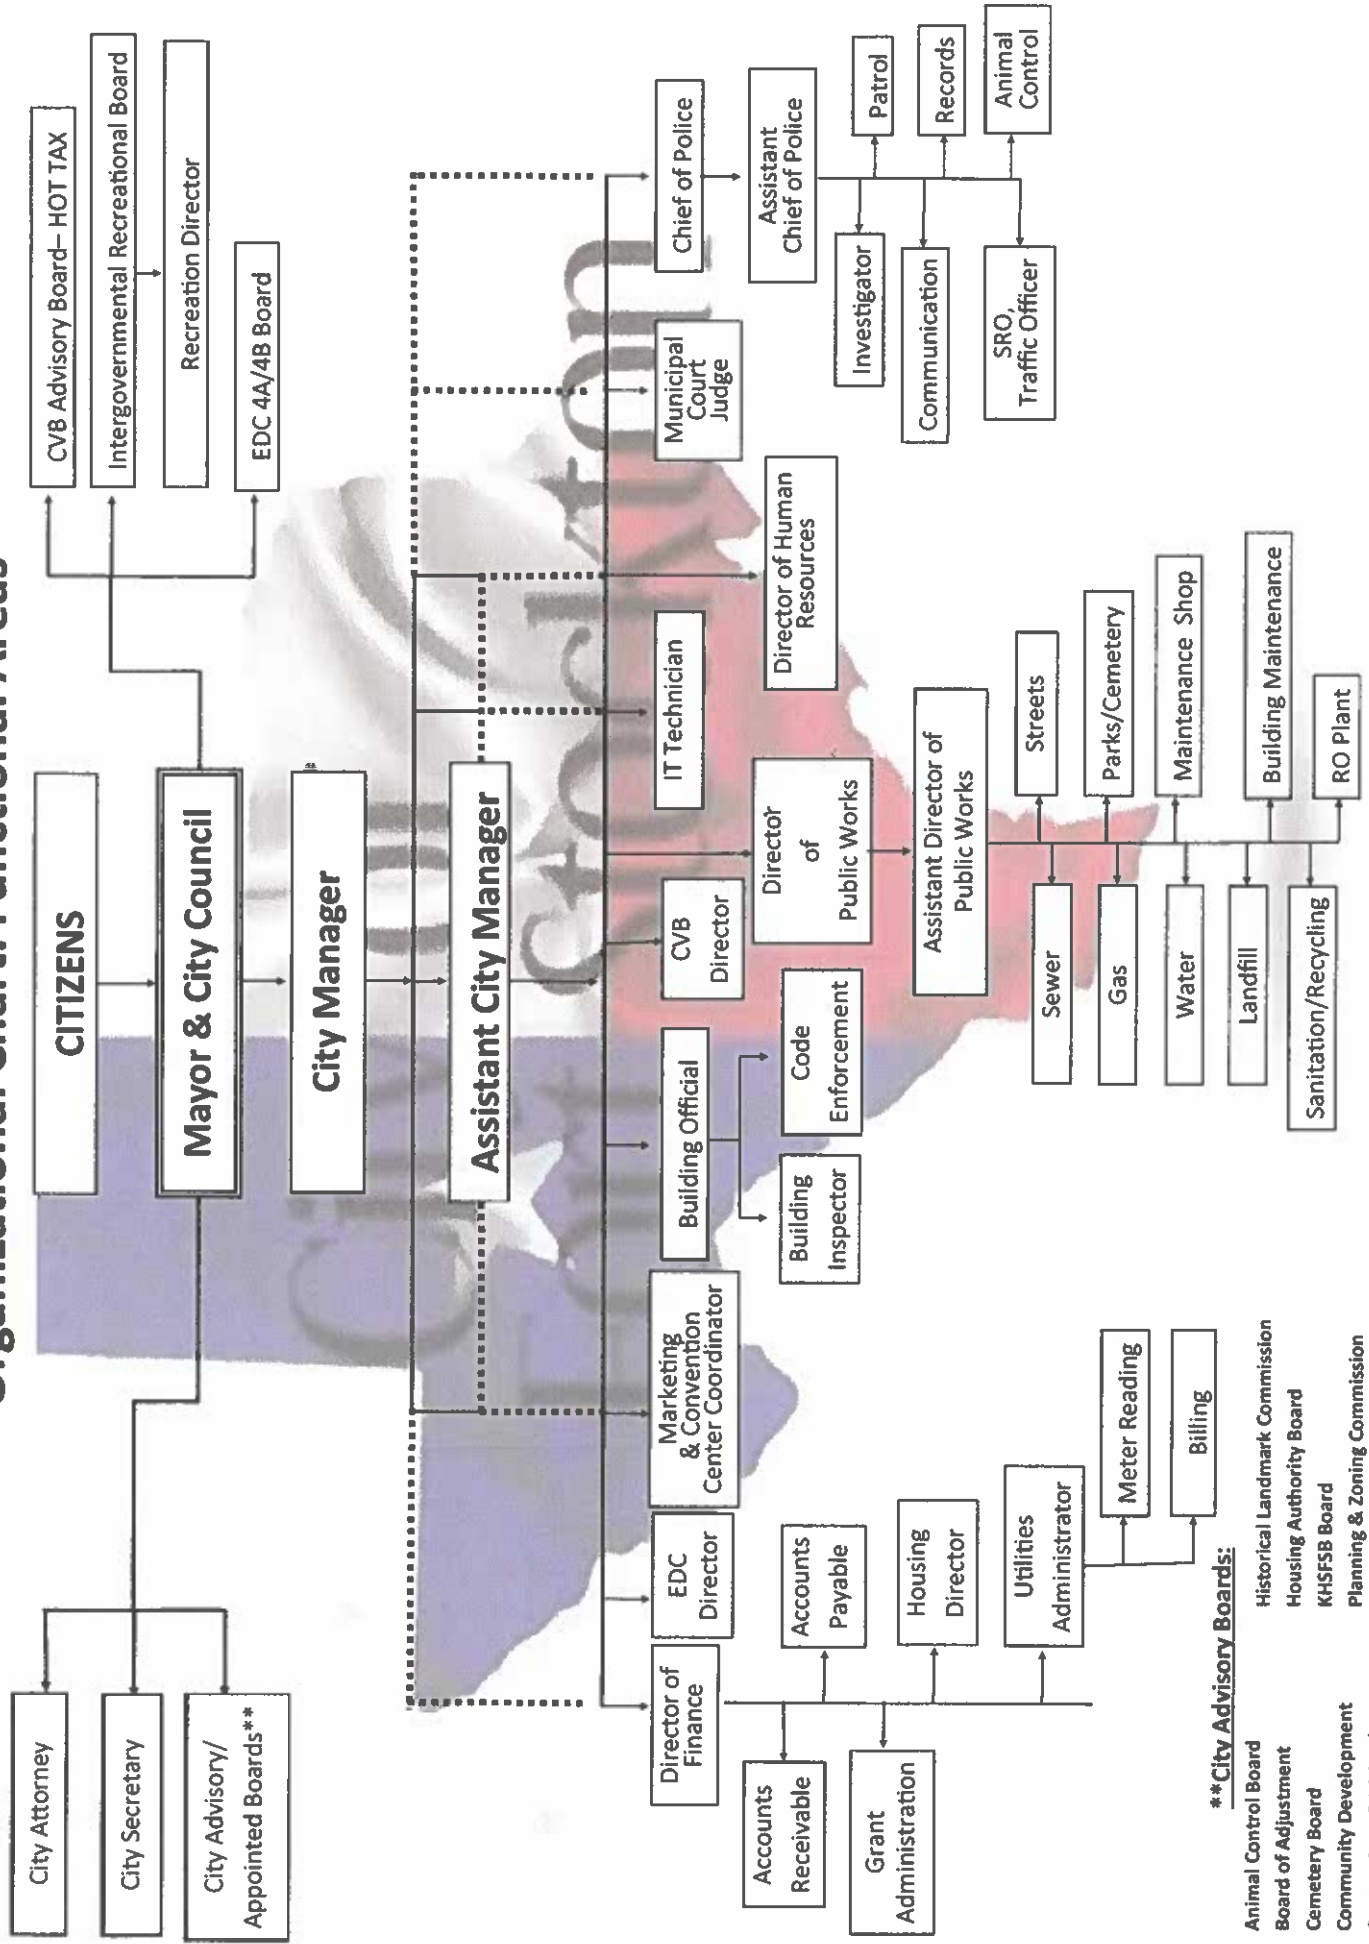 Organizational Chart: Functional Areas
CITIZENS
Mayor & City Council
City Manager
Assistant City Manager
City Attorney
City Secretary
City Advisory/
Appointed Boards**
CVB Advisory Board– HOT TAX
Intergovernmental Recreational Board
Recreation Director
EDC 4A/4B Board
Director of
Finance
EDC
Director
Marketing
& Convention
Center Coordinator
Building Official
CVB
Director
Director
of
Public Works
IT Technician
Director of Human
Resources
Municipal
Court
Judge
Chief of Police
Assistant
Chief of Police
Accounts
Receivable
Accounts
Payable
Grant
Administration
Housing
Director
Utilities
Administrator
Meter Reading
Billing
Building
Inspector
Code
Enforcement
Assistant Director of
Public Works
Sewer
Streets
Gas
Parks/Cemetery
Water
Maintenance Shop
Landfill
Building Maintenance
Sanitation/Recycling
RO Plant
Investigator
Patrol
Communication
Records
SRO,
Traffic Officer
Animal
Control
**City Advisory Boards:
Animal Control Board
Board of Adjustment
Cemetery Board
Community Development
Historical Landmark Commission
Housing Authority Board
KHSFSB Board
Planning & Zoning Commission
City of
Fort Stockton